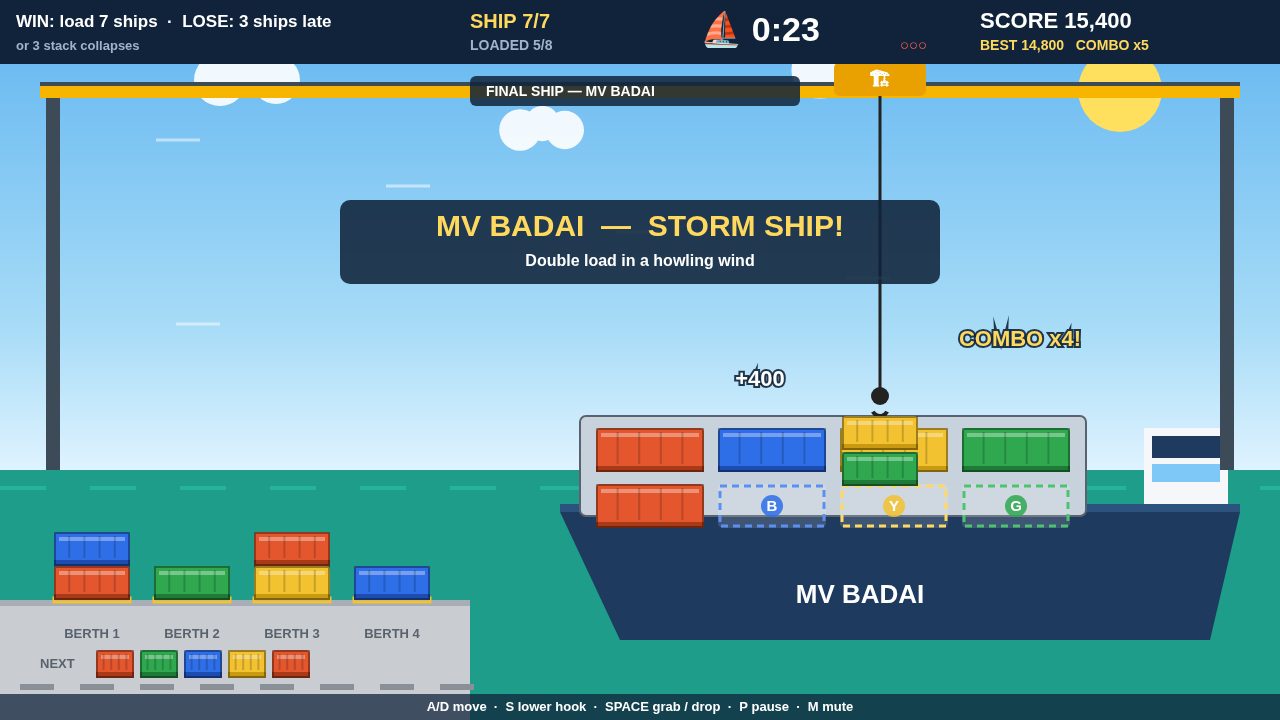 WIN: load 7 ships · LOSE: 3 ships late
or 3 stack collapses
SHIP 7/7
LOADED 5/8
0:23
SCORE 15,400
BEST 14,800 COMBO x5
FINAL SHIP — MV BADAI
MV BADAI — STORM SHIP!
Double load in a howling wind
COMBO x4!
+400
B Y G
MV BADAI
BERTH 1 BERTH 2 BERTH 3 BERTH 4
NEXT
A/D move · S lower hook · SPACE grab / drop · P pause · M mute